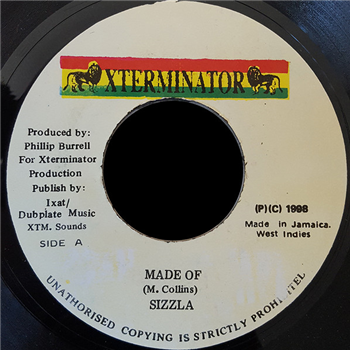 XTERMINATOR
Produced by:
Phillip Burrell
For Xterminator
Production
Publish by:
Ixat/
Dubplate Music
XTM. Sounds
SIDE A
(P)(C) 1998
Made in Jamaica.
West Indies
MADE OF
(M. Collins)
SIZZLA
UNATHORISED COPYING IS STRICTLY PROHIBITEL